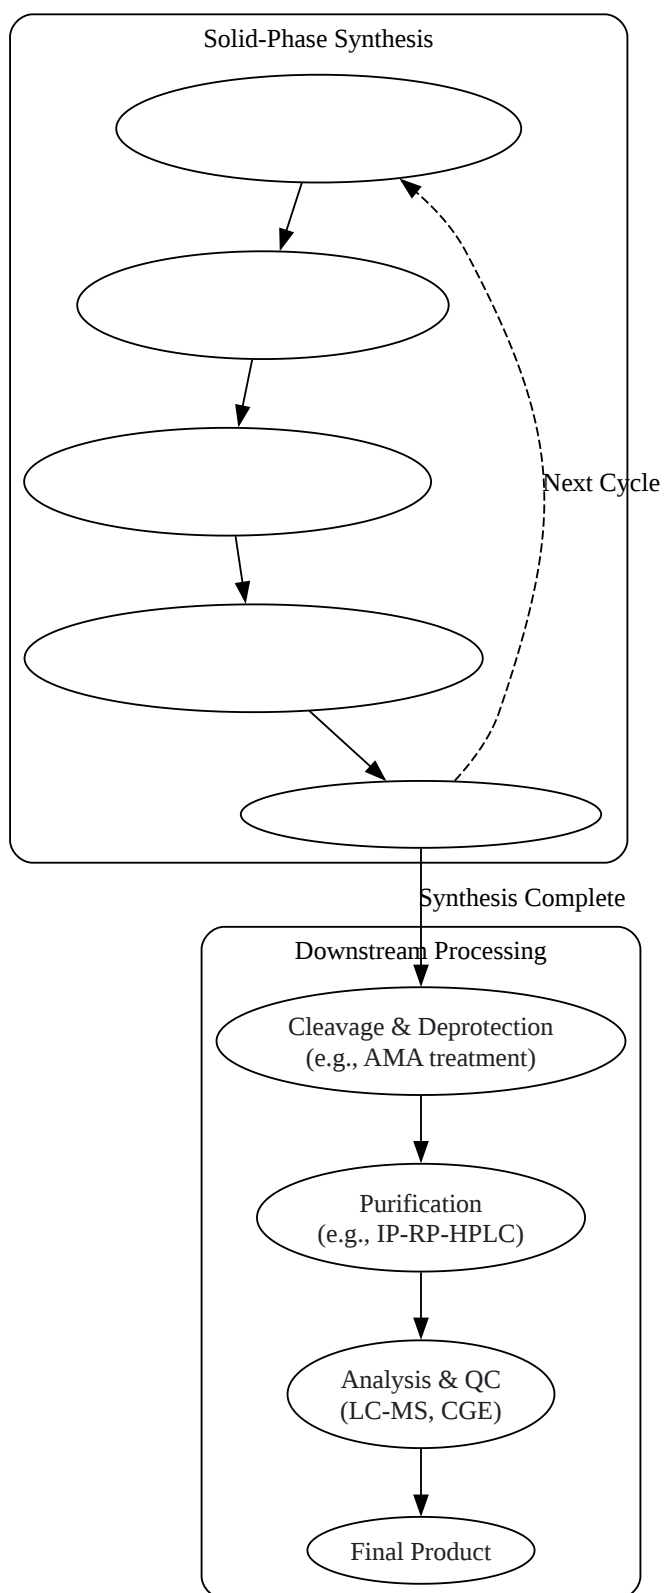 Solid-Phase Synthesis
Next Cycle
Synthesis Complete
Downstream Processing
Cleavage & Deprotection
(e.g., AMA treatment)
Purification
(e.g., IP-RP-HPLC)
Analysis & QC
(LC-MS, CGE)
Final Product